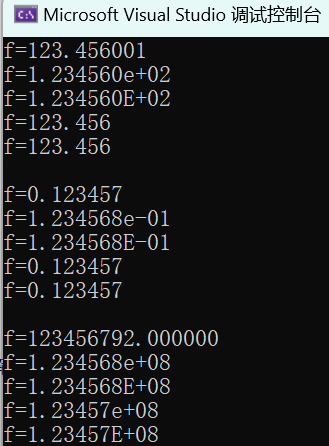 Microsoft Visual Studio 调试控制台
f=123.456001
f=1.234560e+02
f=1.234560E+02
f=123.456
f=123.456
f=0.123457
f=1.234568e-01
f=1.234568E-01
f=0.123457
f=0.123457
f=123456792.000000
f=1.234568e+08
f=1.234568E+08
f=1.23457e+08
f=1.23457E+08